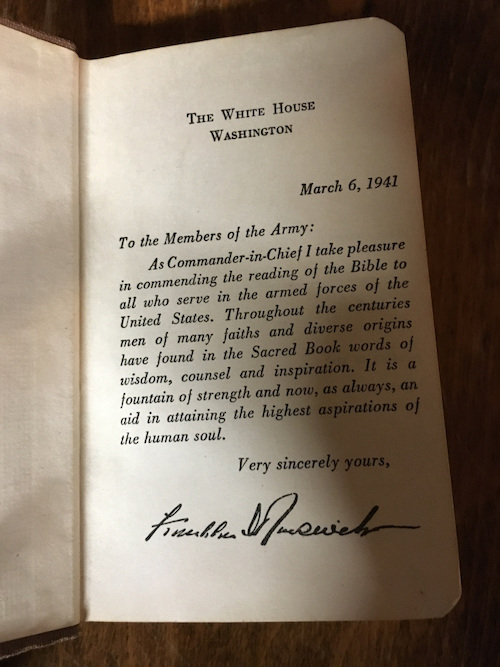 The White House
Washington
March 6, 1941
To the Members of the Army:
As Commander-in-Chief I take pleasure
in commending the reading of the Bible to
all who serve in the armed forces of the
United States. Throughout the centuries
men of many faiths and diverse origins
have found in the Sacred Book words of
wisdom, counsel and inspiration. It is a
fountain of strength and now, as always, an
aid in attaining the highest aspirations of
the human soul.
Very sincerely yours,
Franklin D Roosevelt